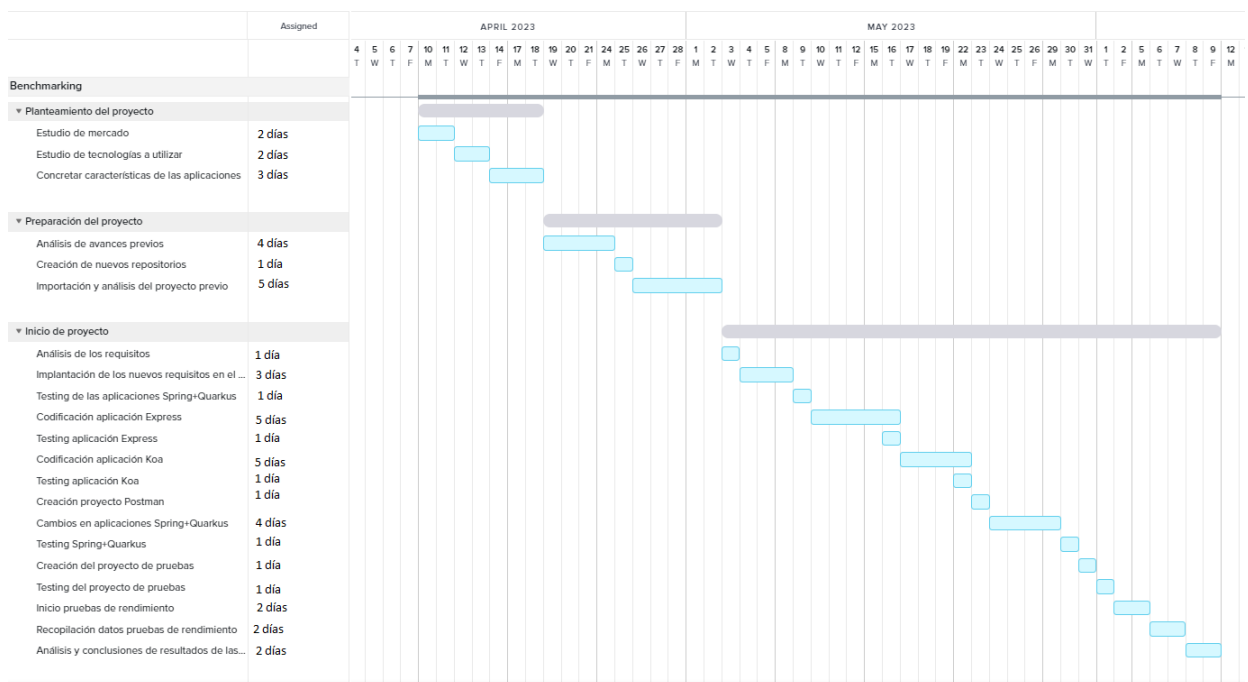 Assigned APRIL 2023 MAY 2023
4 5 6 7 10 11 12 13 14 17 18 19 20 21 24 25 26 27 28 1 2 3 4 5 8 9 10 11 12 15 16 17 18 19 22 23 24 25 26 29 30 31 1 2 5 6 7 8 9 12
T W T F M T W T F M T W T F M T W T F M T W T F M T W T F M T W T F M T W T F M T W T F M T W T F M
Benchmarking
▼ Planteamiento del proyecto
Estudio de mercado 2 días
Estudio de tecnologías a utilizar 2 días
Concretar características de las aplicaciones 3 días
▼ Preparación del proyecto
Análisis de avances previos 4 días
Creación de nuevos repositorios 1 día
Importación y análisis del proyecto previo 5 días
▼ Inicio de proyecto
Análisis de los requisitos 1 día
Implantación de los nuevos requisitos en el ... 3 días
Testing de las aplicaciones Spring+Quarkus 1 día
Codificación aplicación Express 5 días
Testing aplicación Express 1 día
Codificación aplicación Koa 5 días
Testing aplicación Koa 1 día
Creación proyecto Postman 1 día
Cambios en aplicaciones Spring+Quarkus 4 días
Testing Spring+Quarkus 1 día
Creación del proyecto de pruebas 1 día
Testing del proyecto de pruebas 1 día
Inicio pruebas de rendimiento 2 días
Recopilación datos pruebas de rendimiento 2 días
Análisis y conclusiones de resultados de las... 2 días